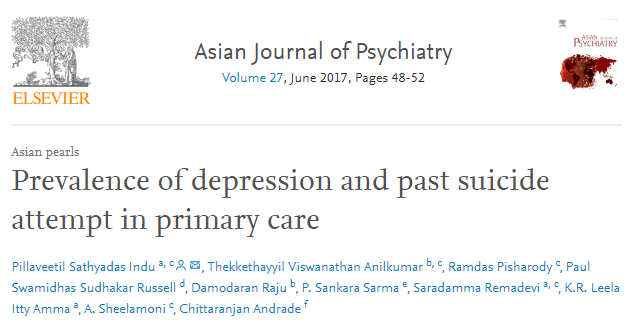 Asian Journal of Psychiatry
Volume 27, June 2017, Pages 48-52
ELSEVIER
ASIAN
PSYCHIATRY
Asian pearls
Prevalence of depression and past suicide
attempt in primary care
Pillaveetil Sathyadas Indu a, c, Thekkethayyil Viswanathan Anilkumar b, c, Ramdas Pisharody c, Paul
Swamidhas Sudhakar Russell d, Damodaran Raju b, P. Sankara Sarma e, Saradamma Remadevi a, c, K.R. Leela
Itty Amma a, A. Sheelamoni c, Chittaranjan Andrade f